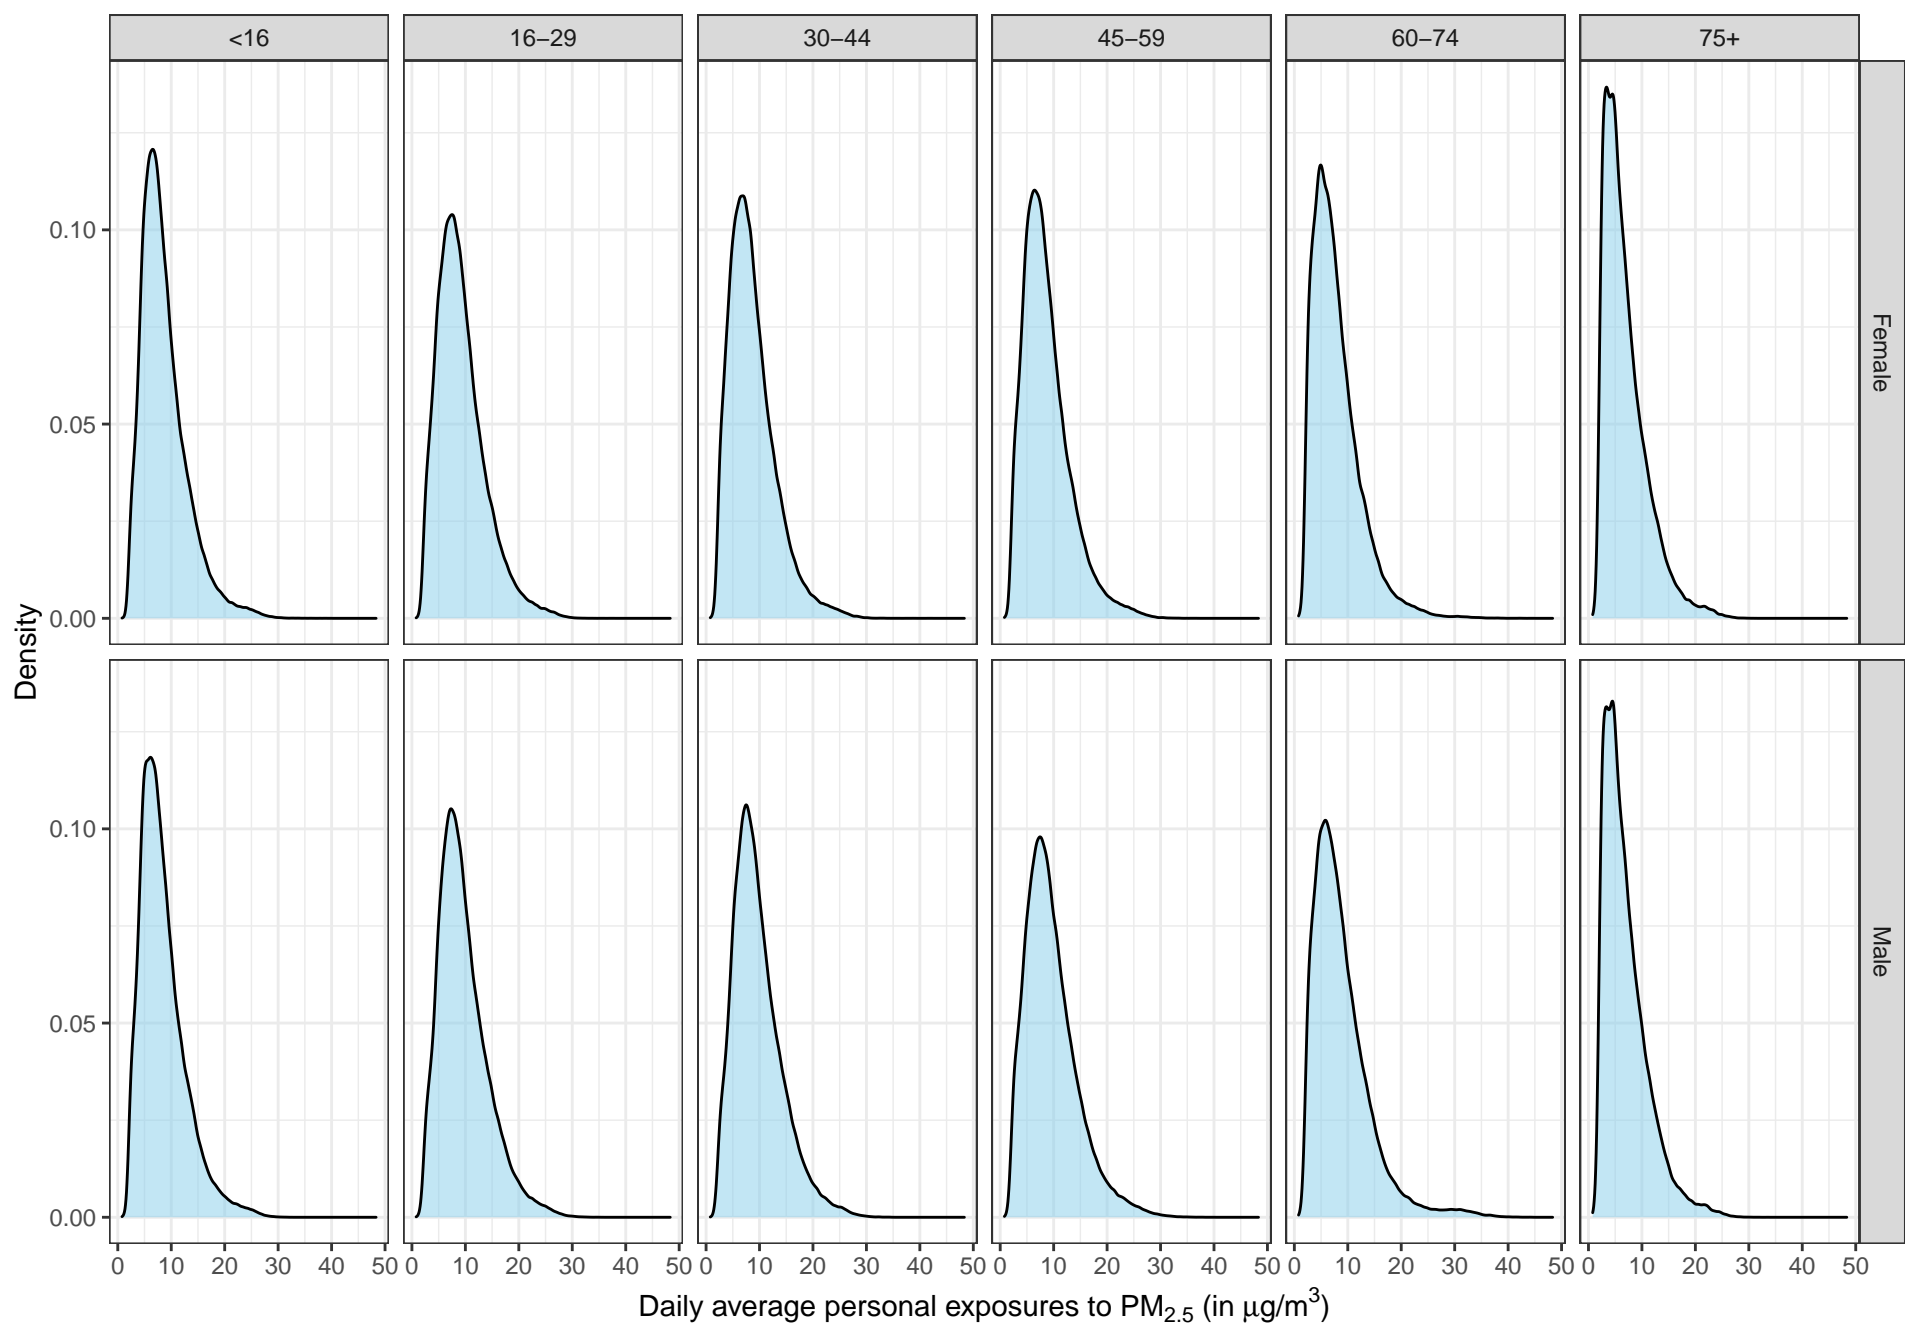 <16 16–29 30–44 45–59 60–74 75+
Female
Male
Density
0.10
0.05
0.00
0.10
0.05
0.00
0 10 20 30 40 50 0 10 20 30 40 50 0 10 20 30 40 50 0 10 20 30 40 50 0 10 20 30 40 50 0 10 20 30 40 50
Daily average personal exposures to PM₂.₅ (in μg/m³)